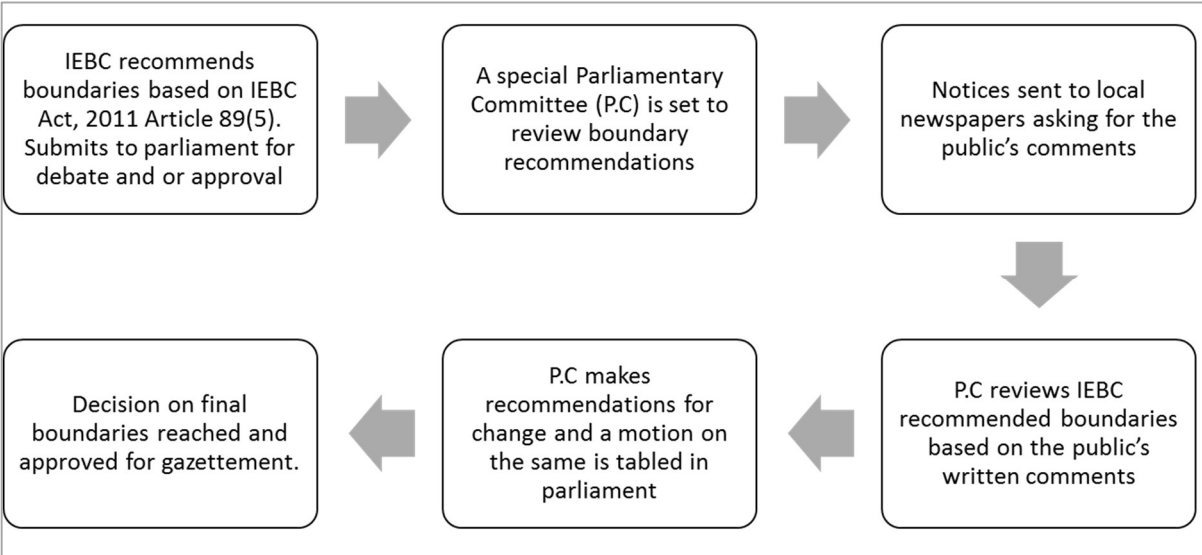 IEBC recommends
boundaries based on IEBC
Act, 2011 Article 89(5).
Submits to parliament for
debate and or approval
A special Parliamentary
Committee (P.C) is set to
review boundary
recommendations
Notices sent to local
newspapers asking for the
public’s comments
P.C reviews IEBC
recommended boundaries
based on the public’s
written comments
P.C makes
recommendations for
change and a motion on
the same is tabled in
parliament
Decision on final
boundaries reached and
approved for gazettement.